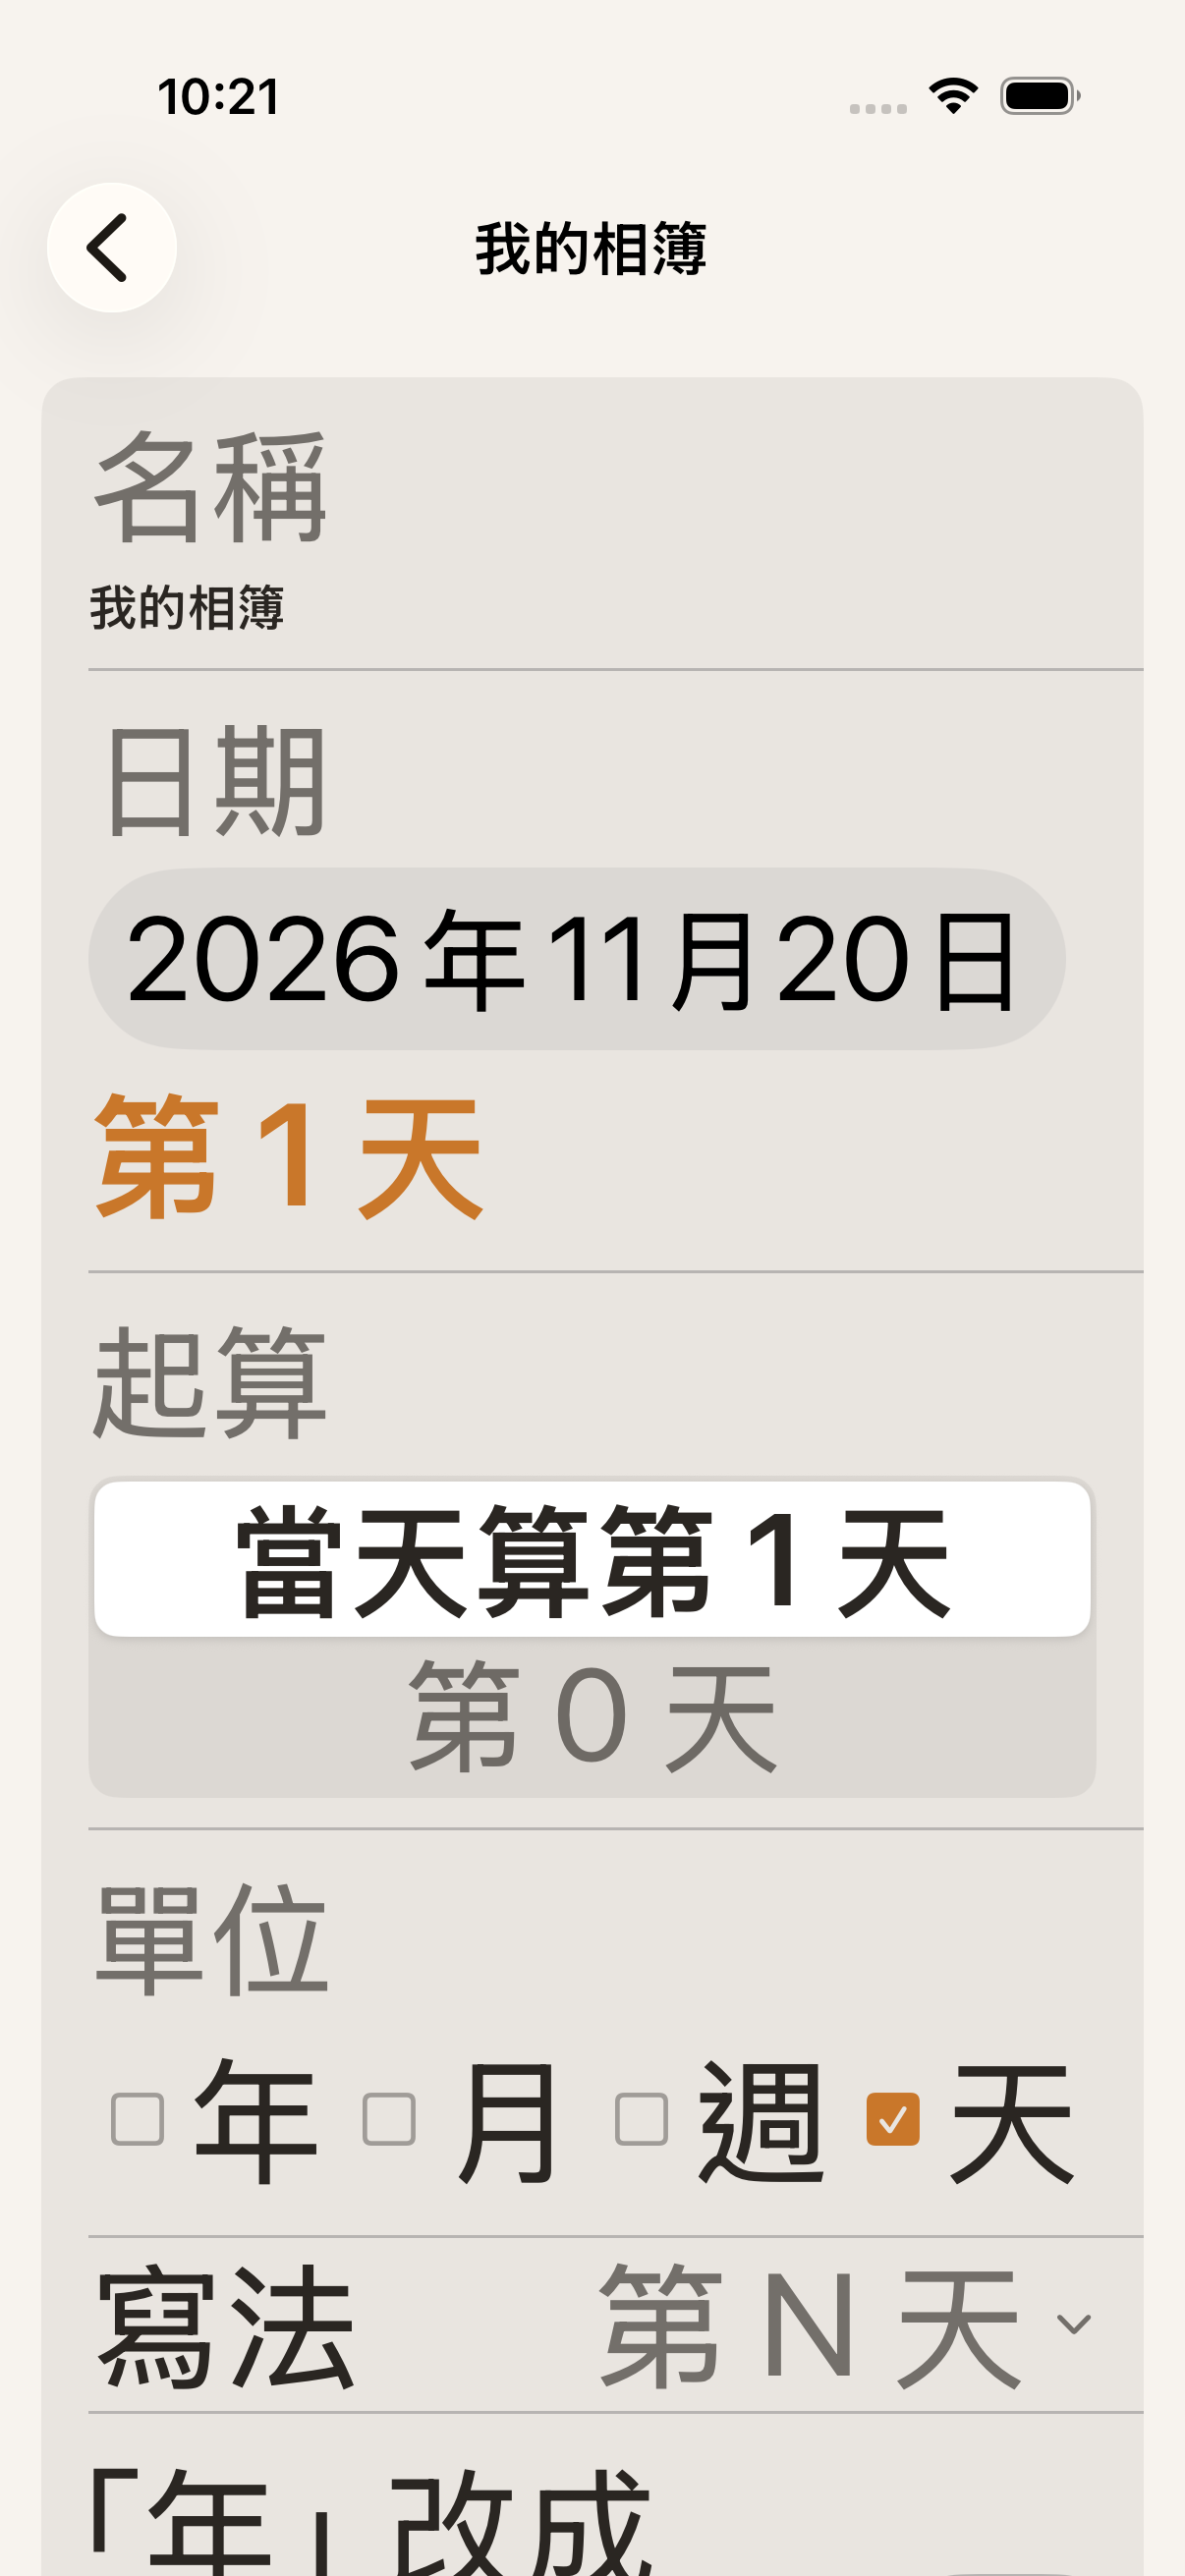 10:21
我的相簿
名稱
我的相簿
日期
2026年11月20日
第 1 天
起算
當天算第 1 天
第 0 天
單位
年 月 週 天
寫法 第 N 天
「年」改成